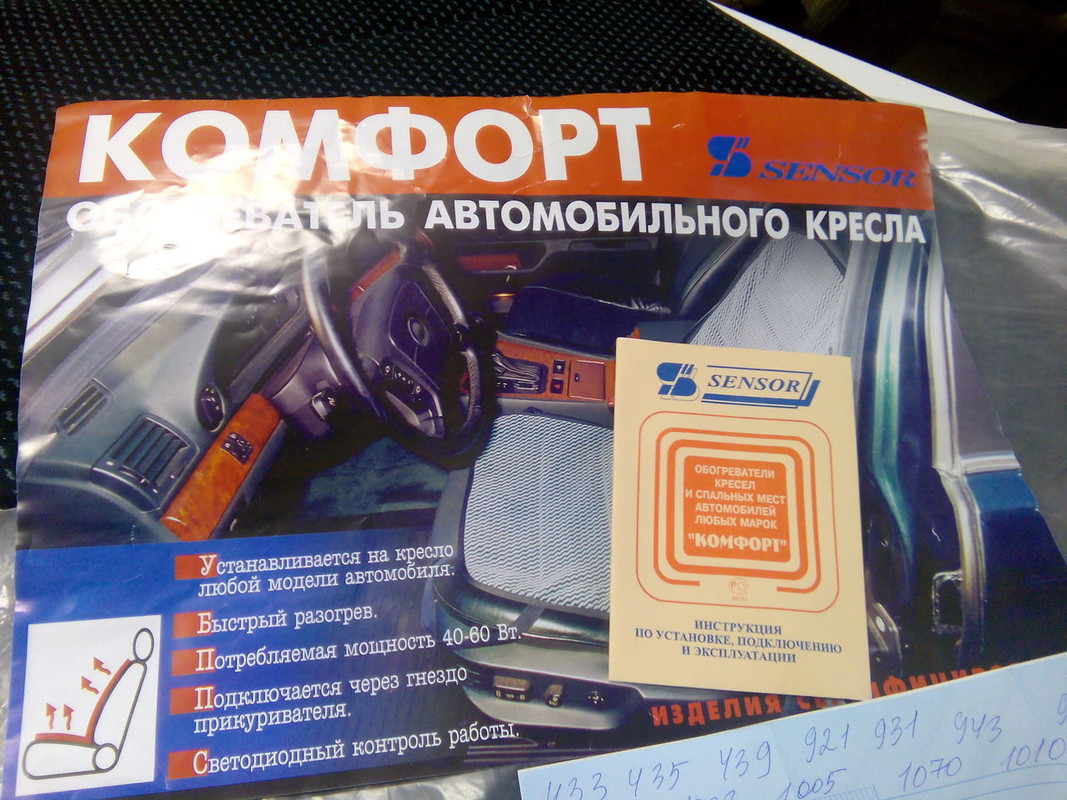 КОМФОРТ
SENSOR
ОБОГРЕВАТЕЛЬ АВТОМОБИЛЬНОГО КРЕСЛА
SENSOR
ОБОГРЕВАТЕЛИ
КРЕСЕЛ
И СПАЛЬНЫХ МЕСТ
АВТОМОБИЛЕЙ
ЛЮБЫХ МАРОК
"КОМФОРТ"
ИНСТРУКЦИЯ
ПО УСТАНОВКЕ, ПОДКЛЮЧЕНИЮ
И ЭКСПЛУАТАЦИИ
Устанавливается на кресло
любой модели автомобиля.
Быстрый разогрев.
Потребляемая мощность 40-60 Вт.
Подключается через гнездо
прикуривателя.
Светодиодный контроль работы.
ИЗДЕЛИЯ
433 435 439 921 931 943
1005 1070 1010